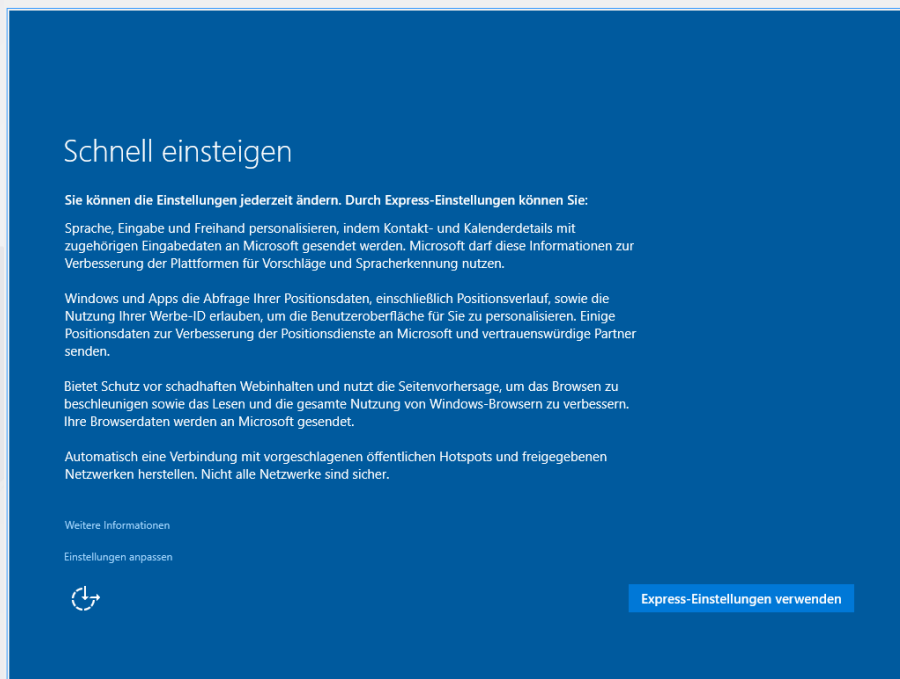 Schnell einsteigen
Sie können die Einstellungen jederzeit ändern. Durch Express-Einstellungen können Sie:
Sprache, Eingabe und Freihand personalisieren, indem Kontakt- und Kalenderdetails mit
zugehörigen Eingabedaten an Microsoft gesendet werden. Microsoft darf diese Informationen zur
Verbesserung der Plattformen für Vorschläge und Spracherkennung nutzen.
Windows und Apps die Abfrage Ihrer Positionsdaten, einschließlich Positionsverlauf, sowie die
Nutzung Ihrer Werbe-ID erlauben, um die Benutzeroberfläche für Sie zu personalisieren. Einige
Positionsdaten zur Verbesserung der Positionsdienste an Microsoft und vertrauenswürdige Partner
senden.
Bietet Schutz vor schadhaften Webinhalten und nutzt die Seitenvorhersage, um das Browsen zu
beschleunigen sowie das Lesen und die gesamte Nutzung von Windows-Browsern zu verbessern.
Ihre Browserdaten werden an Microsoft gesendet.
Automatisch eine Verbindung mit vorgeschlagenen öffentlichen Hotspots und freigegebenen
Netzwerken herstellen. Nicht alle Netzwerke sind sicher.
Weitere Informationen
Einstellungen anpassen
Express-Einstellungen verwenden